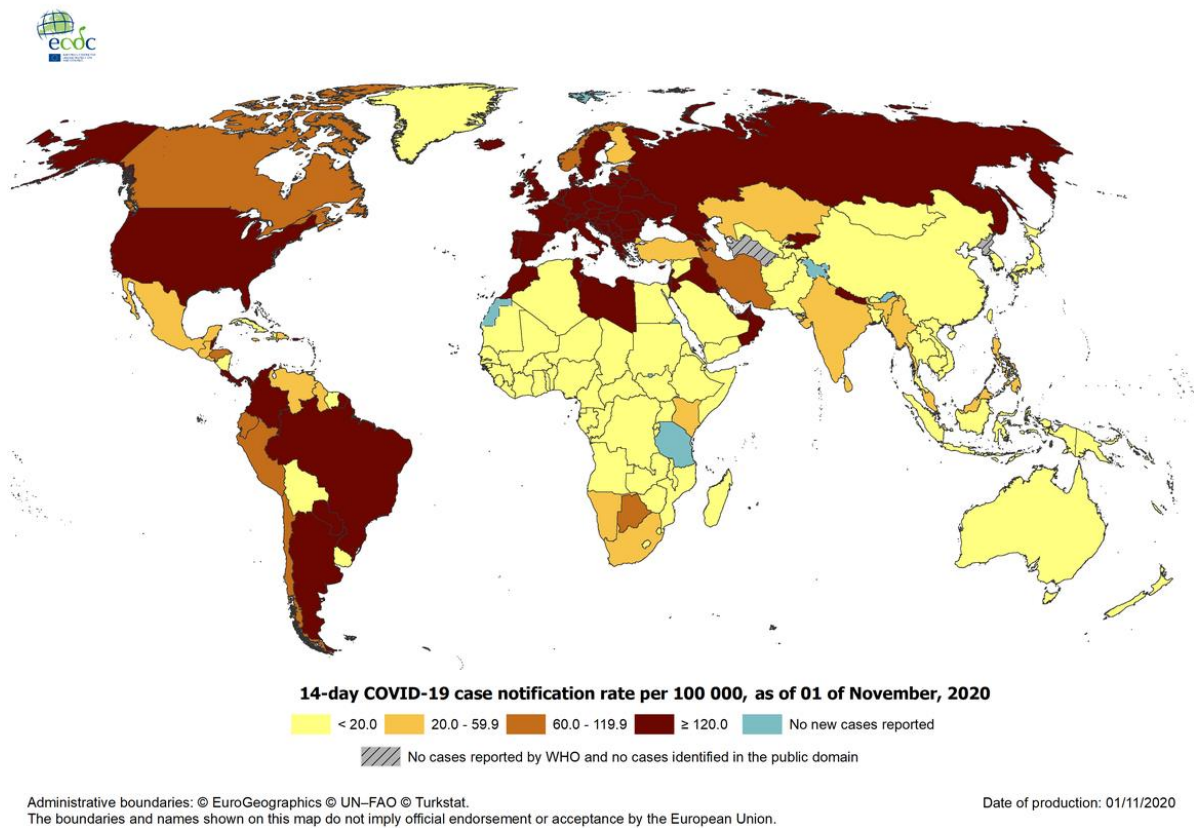 ecdc
14-day COVID-19 case notification rate per 100 000, as of 01 of November, 2020
< 20.0
20.0 - 59.9
60.0 - 119.9
≥ 120.0
No new cases reported
No cases reported by WHO and no cases identified in the public domain
Administrative boundaries: © EuroGeographics © UN–FAO © Turkstat.
The boundaries and names shown on this map do not imply official endorsement or acceptance by the European Union.
Date of production: 01/11/2020